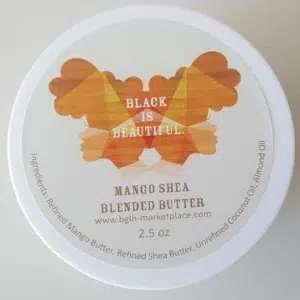 BLACK
IS
BEAUTIFUL.
MANGO SHEA
BLENDED BUTTER
www.bglh-marketplace.com
2.5 oz
Ingredients: Refined Mango Butter, Refined Shea Butter, Unrefined Coconut Oil, Almond Oil